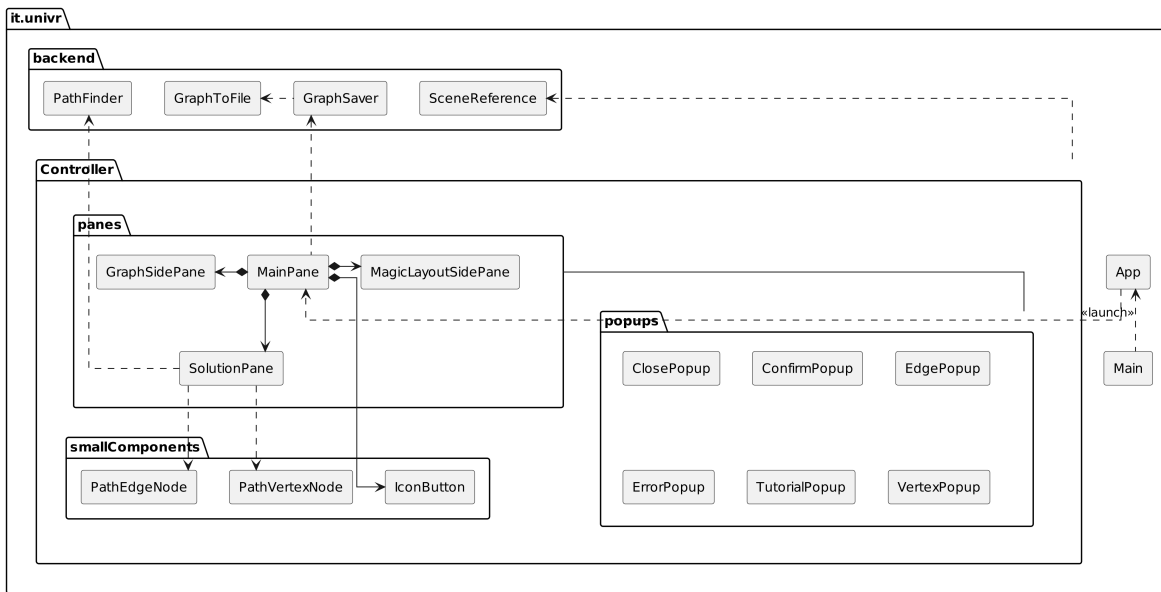 it.univr
backend
PathFinder
GraphToFile
GraphSaver
SceneReference
Controller
panes
GraphSidePane
MainPane
MagicLayoutSidePane
App
«launch»
popups
SolutionPane
ClosePopup
ConfirmPopup
EdgePopup
Main
smallComponents
PathEdgeNode
PathVertexNode
IconButton
ErrorPopup
TutorialPopup
VertexPopup